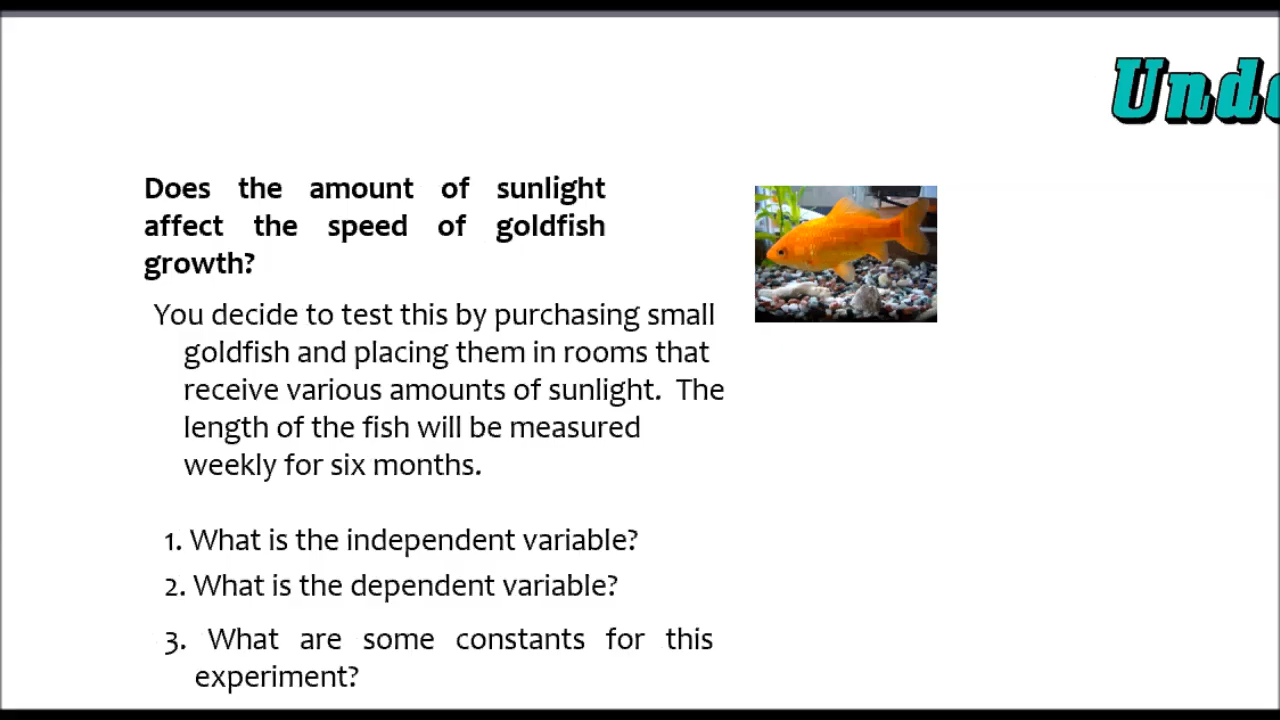 Unde
Does the amount of sunlight
affect the speed of goldfish
growth?
You decide to test this by purchasing small
goldfish and placing them in rooms that
receive various amounts of sunlight. The
length of the fish will be measured
weekly for six months.
1. What is the independent variable?
2. What is the dependent variable?
3. What are some constants for this
experiment?